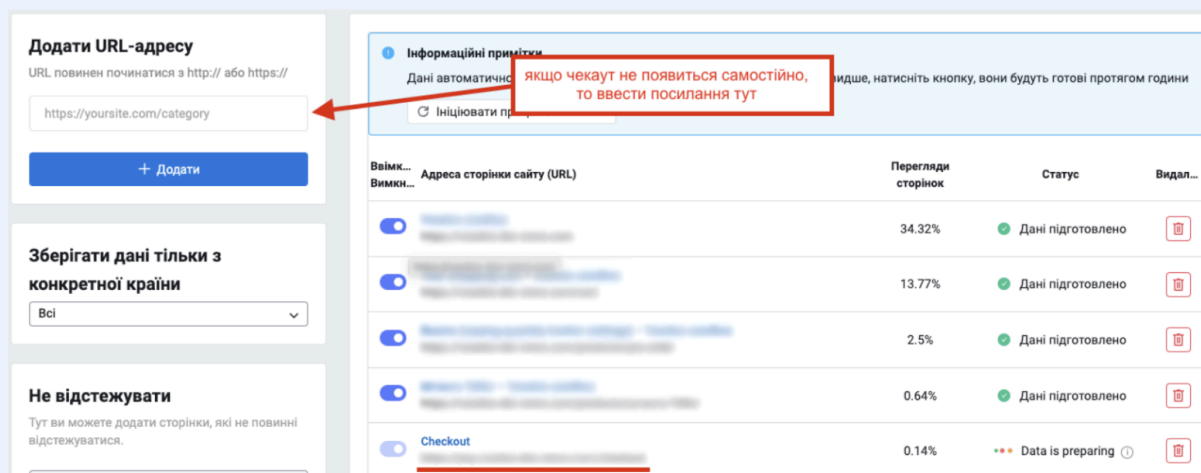 Додати URL-адресу
URL повинен починатися з http:// або https://
https://yoursite.com/category
+ Додати
Зберігати дані тільки з
конкретної країни
Всі
Не відстежувати
Тут ви можете додати сторінки, які не повинні
відстежуватися.
Інформаційні примітки
Дані автоматично
видше, натисніть кнопку, вони будуть готові протягом години
Ініціювати
якщо чекаут не появиться самостійно,
то ввести посилання тут
Ввімк...
Вимкн...
Адреса сторінки сайту (URL)
Перегляди
сторінок
Статус
Видал...
34.32%
Дані підготовлено
13.77%
Дані підготовлено
2.5%
Дані підготовлено
0.64%
Дані підготовлено
Checkout
0.14%
Data is preparing